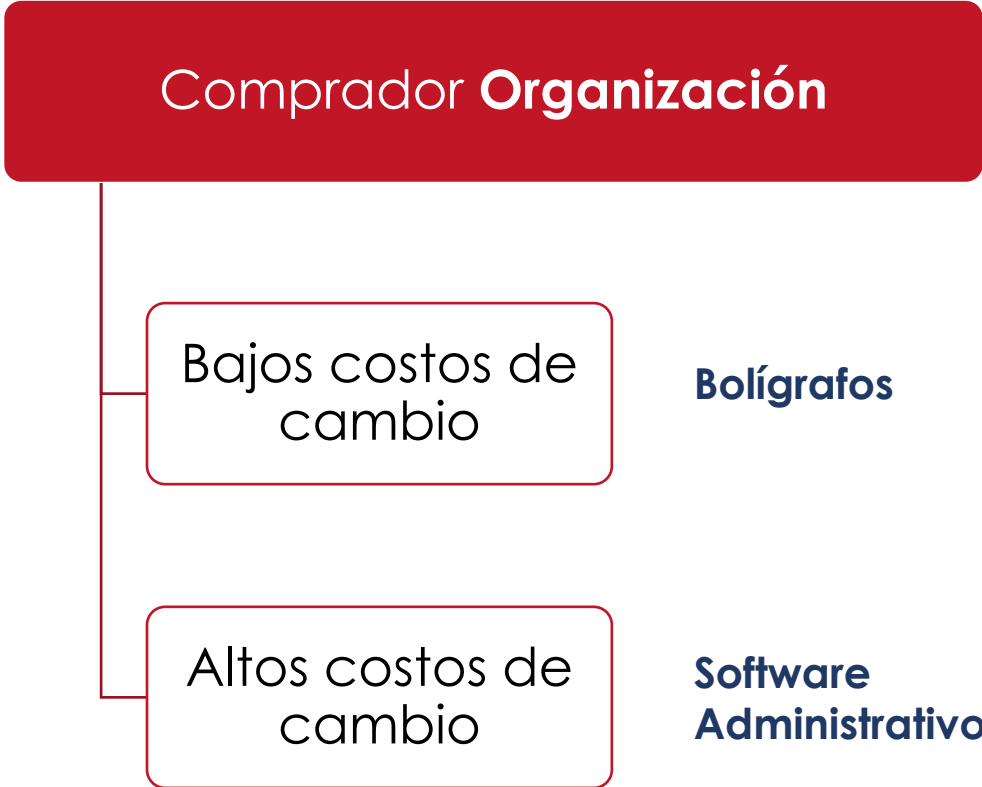 Comprador Organización
Bajos costos de
cambio
Bolígrafos
Altos costos de
cambio
Software
Administrativo